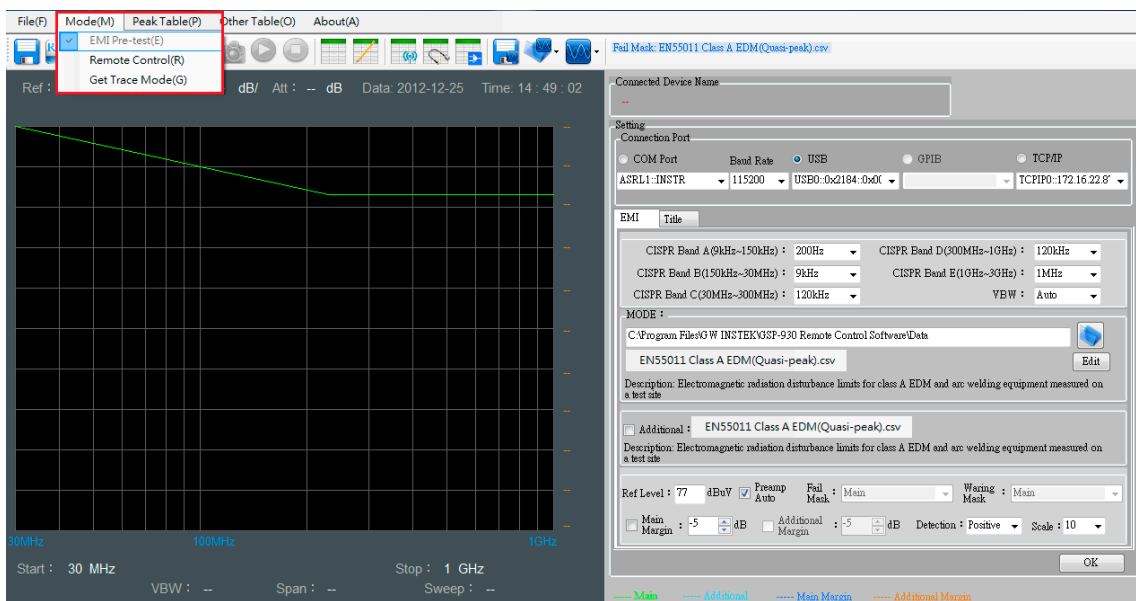 File(F) Mode(M) Peak Table(P) Other Table(O) About(A)
EMI Pre-test(E)
Remote Control(R)
Get Trace Mode(G)
Fail Mask: EN55011 Class A EDM(Quasi-peak).csv
Ref : dB/ Att : -- dB Data: 2012-12-25 Time: 14 : 49 : 02
30MHz 100MHz 1GHz
Start : 30 MHz Stop : 1 GHz
VBW : -- Span : -- Sweep : --
Connected Device Name
--
Setting
Connection Port
COM Port Baud Rate USB GPIB TCP/IP
ASRL1::INSTR 115200 USB0::0x2184::0x0( TCPIP0::172.16.22.8
EMI Title
CISPR Band A(9kHz~150kHz) : 200Hz CISPR Band D(300MHz~1GHz) : 120kHz
CISPR Band B(150kHz~30MHz) : 9kHz CISPR Band E(1GHz~3GHz) : 1MHz
CISPR Band C(30MHz~300MHz) : 120kHz VBW : Auto
MODE :
C:\Program Files\G W INSTEK\GSP-930 Remote Control Software\Data
EN55011 Class A EDM(Quasi-peak).csv Edit
Description: Electromagnetic radiation disturbance limits for class A EDM and arc welding equipment measured on
a test site
Additional : EN55011 Class A EDM(Quasi-peak).csv
Description: Electromagnetic radiation disturbance limits for class A EDM and arc welding equipment measured on
a test site
Ref Level : 77 dBuV Preamp Auto Fail Mask : Main Waring Mask : Main
Main Margin : -5 dB Additional Margin : -5 dB Detection : Positive Scale : 10
OK
---- Main ---- Additional ---- Main Margin ---- Additional Margin